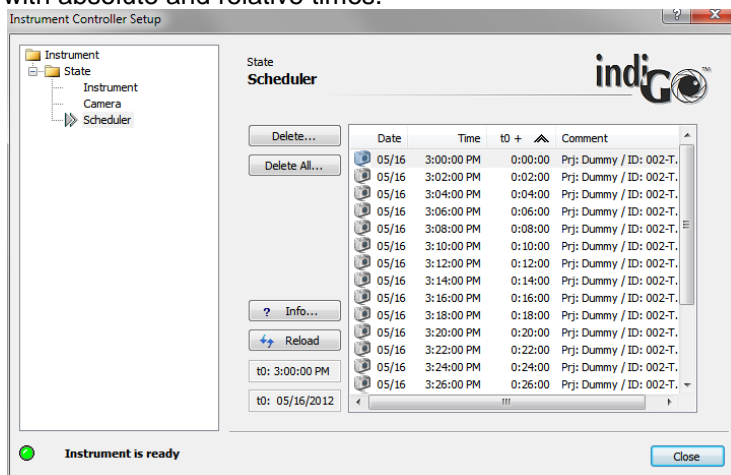 with absolute and relative times.
Instrument Controller Setup
Instrument
State
Instrument
Camera
Scheduler
State
Scheduler
indiGo™
Delete...
Delete All...
? Info...
Reload
t0: 3:00:00 PM
t0: 05/16/2012
Date Time t0 + Comment
05/16 3:00:00 PM 0:00:00 Prj: Dummy / ID: 002-T.
05/16 3:02:00 PM 0:02:00 Prj: Dummy / ID: 002-T.
05/16 3:04:00 PM 0:04:00 Prj: Dummy / ID: 002-T.
05/16 3:06:00 PM 0:06:00 Prj: Dummy / ID: 002-T.
05/16 3:08:00 PM 0:08:00 Prj: Dummy / ID: 002-T.
05/16 3:10:00 PM 0:10:00 Prj: Dummy / ID: 002-T.
05/16 3:12:00 PM 0:12:00 Prj: Dummy / ID: 002-T.
05/16 3:14:00 PM 0:14:00 Prj: Dummy / ID: 002-T.
05/16 3:16:00 PM 0:16:00 Prj: Dummy / ID: 002-T.
05/16 3:18:00 PM 0:18:00 Prj: Dummy / ID: 002-T.
05/16 3:20:00 PM 0:20:00 Prj: Dummy / ID: 002-T.
05/16 3:22:00 PM 0:22:00 Prj: Dummy / ID: 002-T.
05/16 3:24:00 PM 0:24:00 Prj: Dummy / ID: 002-T.
05/16 3:26:00 PM 0:26:00 Prj: Dummy / ID: 002-T.
Instrument is ready
Close